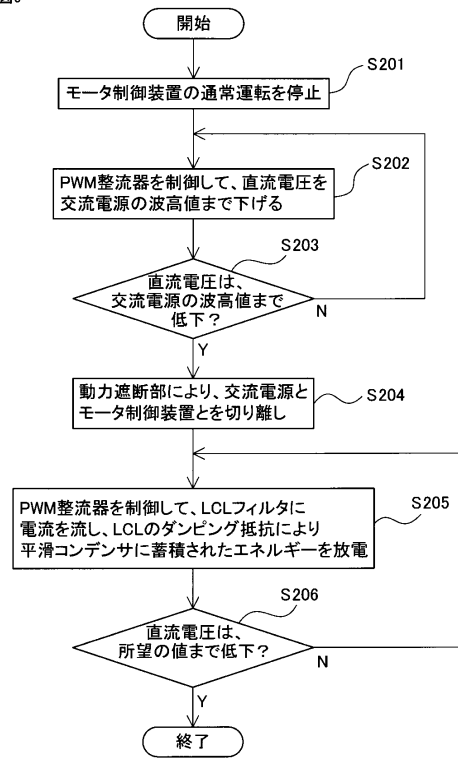 開始
S201
モータ制御装置の通常運転を停止
S202
PWM整流器を制御して、直流電圧を
交流電源の波高値まで下げる
S203
直流電圧は、
交流電源の波高値まで
低下？
N
Y
動力遮断部により、交流電源と
モータ制御装置とを切り離し
S204
PWM整流器を制御して、LCLフィルタに
電流を流し、LCLのダンピング抵抗により
平滑コンデンサに蓄積されたエネルギーを放電
S205
S206
直流電圧は、
所望の値まで低下？
N
Y
終了